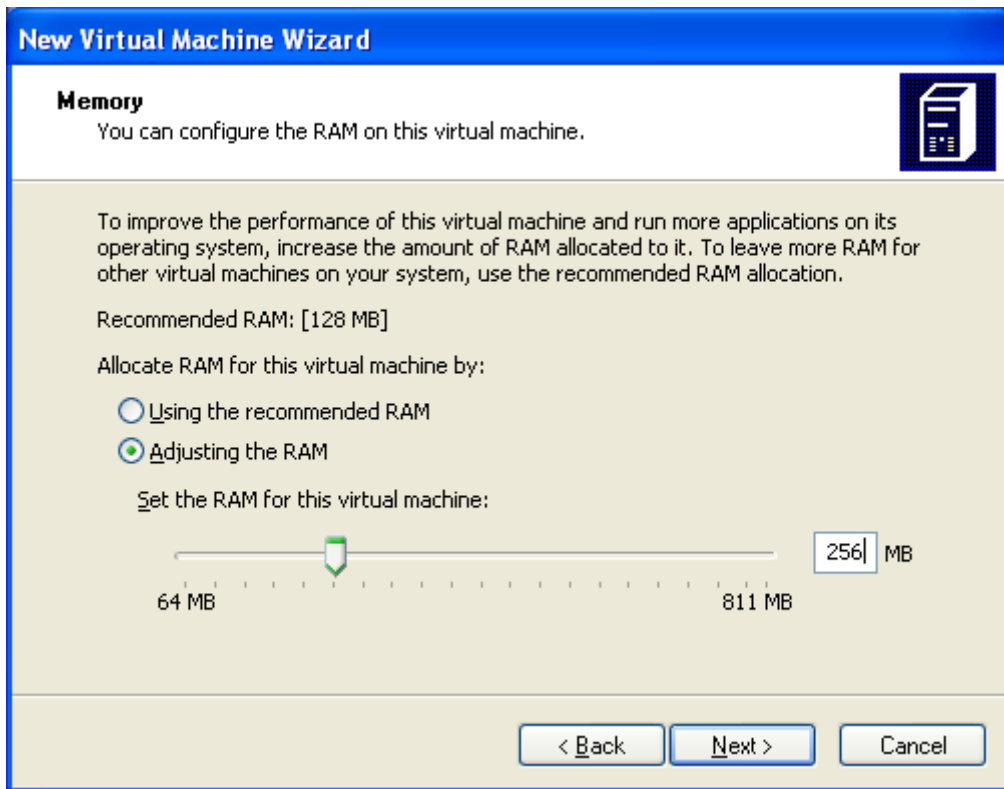 New Virtual Machine Wizard
Memory
You can configure the RAM on this virtual machine.
To improve the performance of this virtual machine and run more applications on its
operating system, increase the amount of RAM allocated to it. To leave more RAM for
other virtual machines on your system, use the recommended RAM allocation.
Recommended RAM: [128 MB]
Allocate RAM for this virtual machine by:
Using the recommended RAM
Adjusting the RAM
Set the RAM for this virtual machine:
256 MB
64 MB 811 MB
< Back Next > Cancel